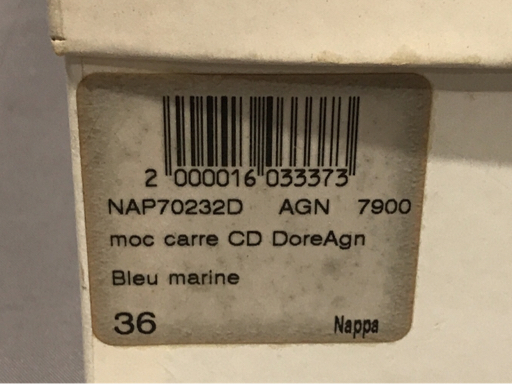 2 000016 033373
NAP70232D AGN 7900
moc carre CD DoreAgn
Bleu marine
36 Nappa